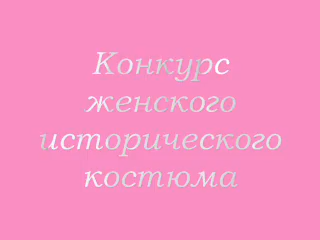 Конкурс
женского
исторического
костюма